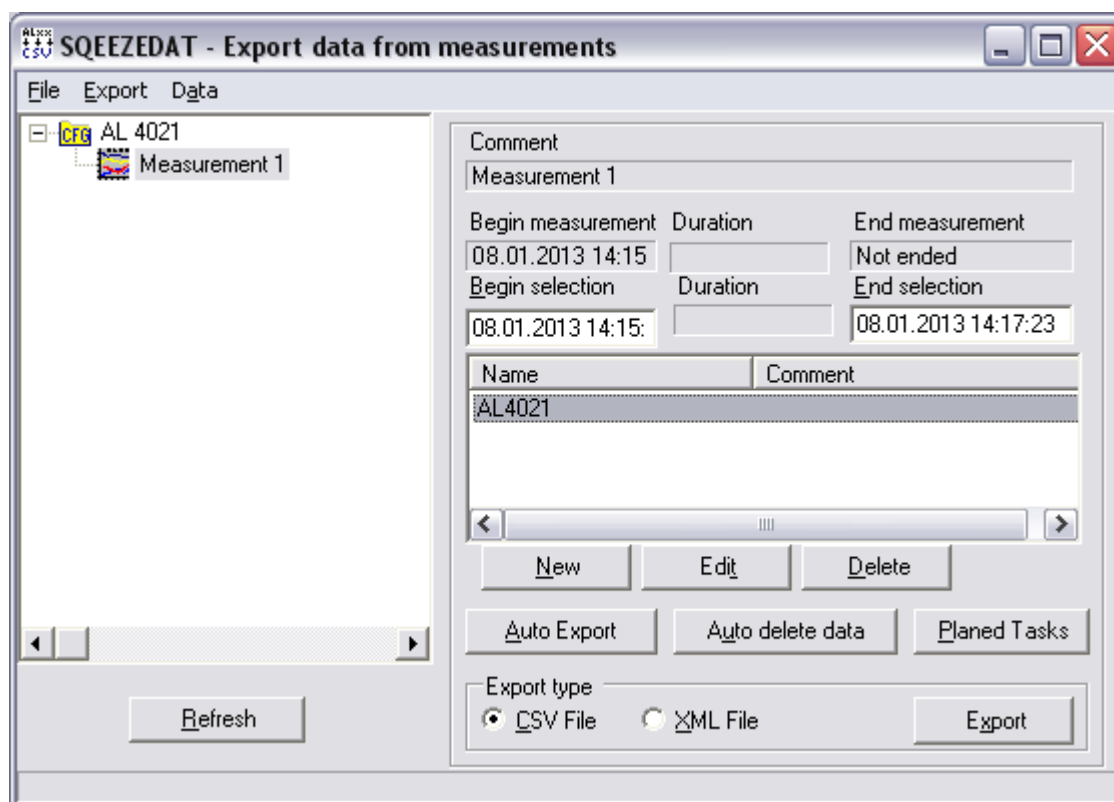 ALxx
CSV
SQEEZEDAT - Export data from measurements
File Export Data
CFG AL 4021
Measurement 1
Comment
Measurement 1
Begin measurement Duration End measurement
08.01.2013 14:15 Not ended
Begin selection Duration End selection
08.01.2013 14:15: 08.01.2013 14:17:23
Name Comment
AL4021
New Edit Delete
Auto Export Auto delete data Planed Tasks
Export type
CSV File XML File Export
Refresh